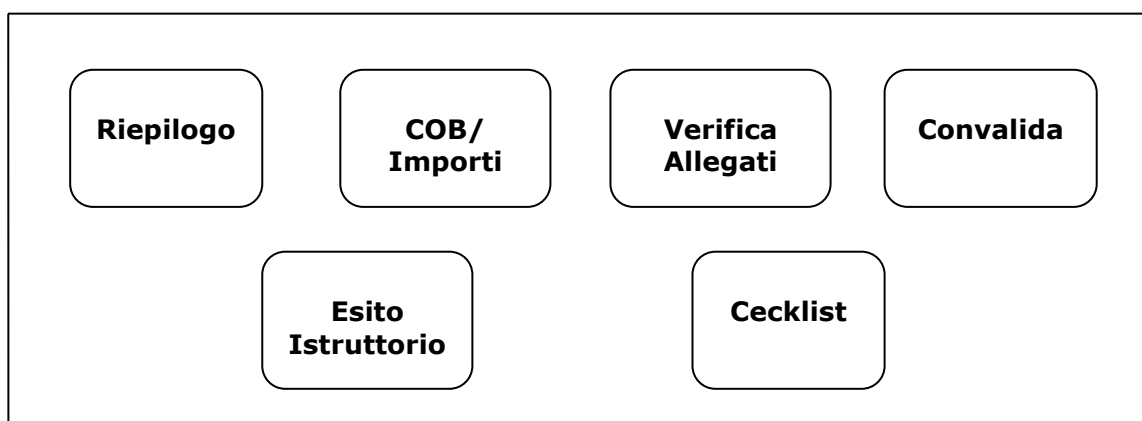 Riepilogo
COB/
Importi
Verifica
Allegati
Convalida
Esito
Istruttorio
Cecklist